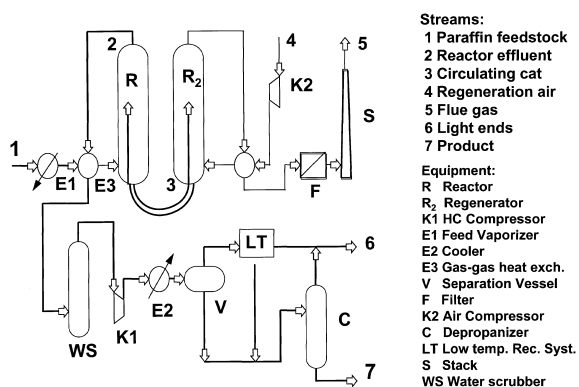 Streams:
1 Paraffin feedstock
2 Reactor effluent
3 Circulating cat
4 Regeneration air
5 Flue gas
6 Light ends
7 Product
Equipment:
R Reactor
R2 Regenerator
K1 HC Compressor
E1 Feed Vaporizer
E2 Cooler
E3 Gas-gas heat exch.
V Separation Vessel
F Filter
K2 Air Compressor
C Depropanizer
LT Low temp. Rec. Syst.
S Stack
WS Water scrubber
2
4
5
R
R2
K2
S
1
E1
E3
3
F
LT
6
WS
K1
E2
V
C
7